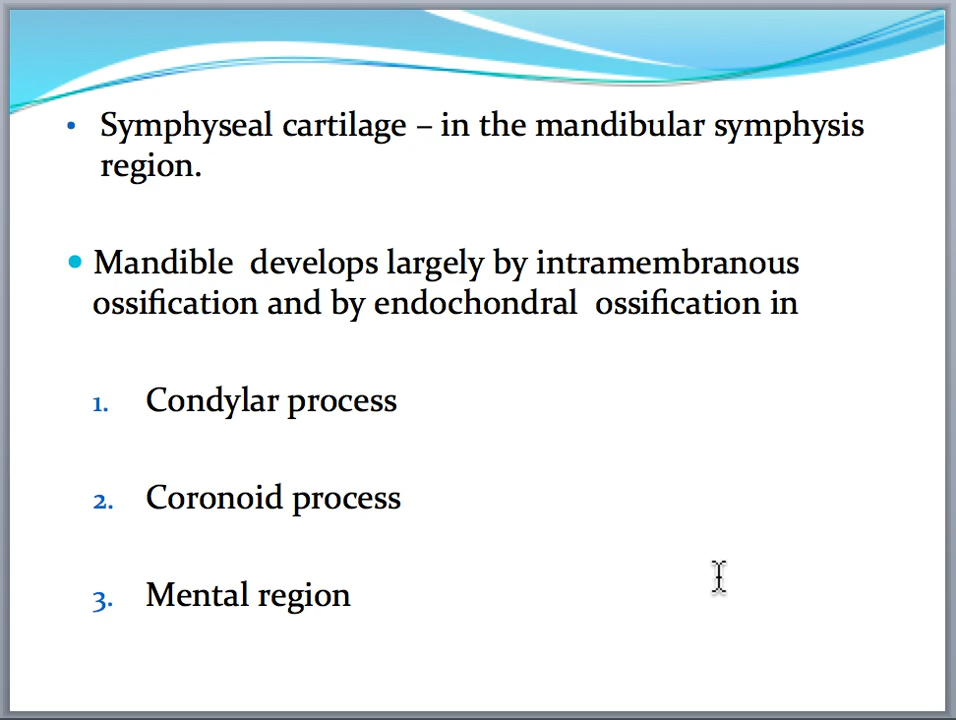 • Symphyseal cartilage – in the mandibular symphysis
region.
• Mandible develops largely by intramembranous
ossification and by endochondral ossification in
1. Condylar process
2. Coronoid process
3. Mental region